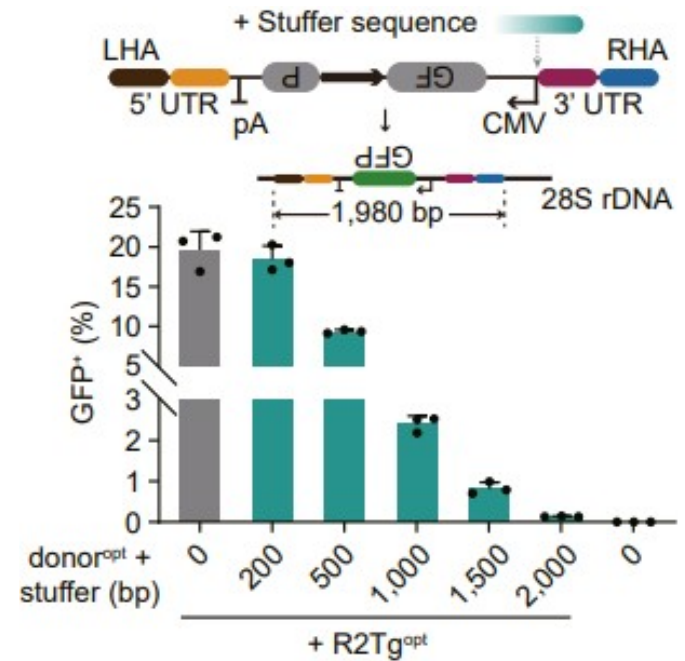 + Stuffer sequence
LHA
RHA
5' UTR
P
GF
3' UTR
pA
CMV
GFP
28S rDNA
1,980 bp
GFP⁺ (%)
25
20
15
10
5
3
2
1
0
donorᵒᵖᵗ +
stuffer (bp)
0
200
500
1,000
1,500
2,000
0
+ R2Tgᵒᵖᵗ